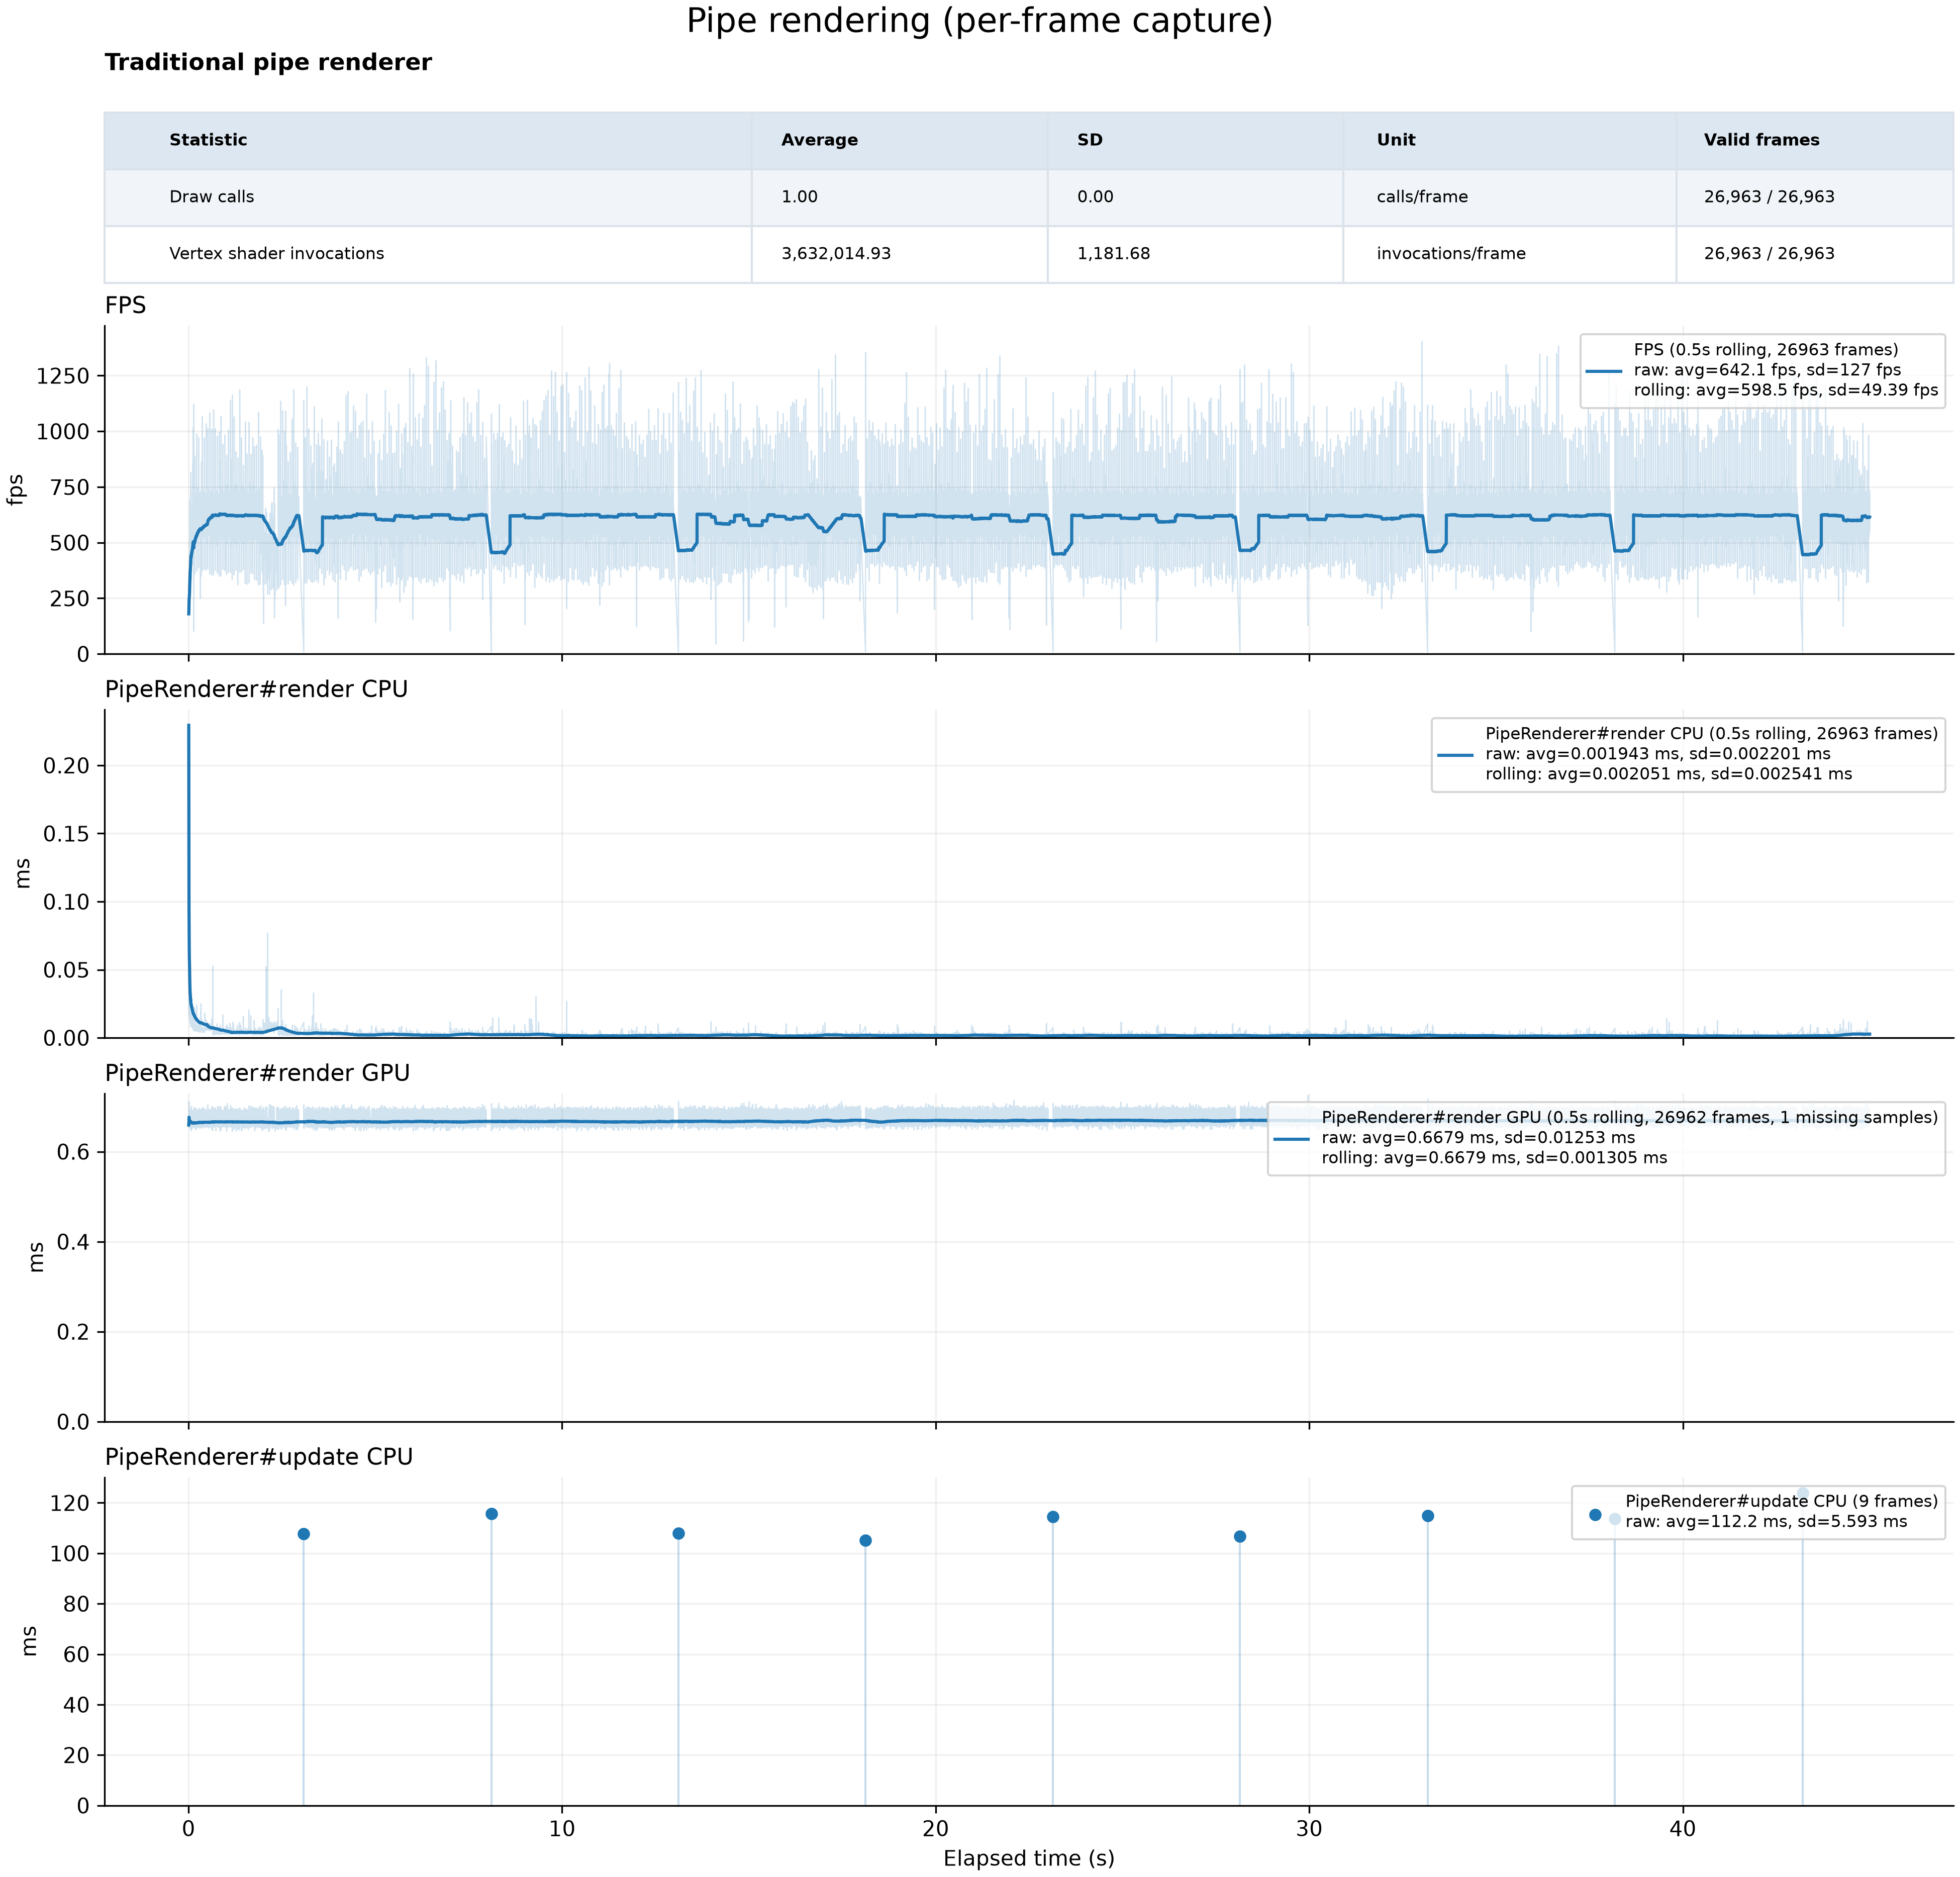 Pipe rendering (per-frame capture)
Traditional pipe renderer
Statistic Average SD Unit Valid frames
Draw calls 1.00 0.00 calls/frame 26,963 / 26,963
Vertex shader invocations 3,632,014.93 1,181.68 invocations/frame 26,963 / 26,963
FPS
FPS (0.5s rolling, 26963 frames)
raw: avg=642.1 fps, sd=127 fps
rolling: avg=598.5 fps, sd=49.39 fps
1250
1000
750
500
250
0
fps
PipeRenderer#render CPU
PipeRenderer#render CPU (0.5s rolling, 26963 frames)
raw: avg=0.001943 ms, sd=0.002201 ms
rolling: avg=0.002051 ms, sd=0.002541 ms
0.20
0.15
0.10
0.05
0.00
ms
PipeRenderer#render GPU
PipeRenderer#render GPU (0.5s rolling, 26962 frames, 1 missing samples)
raw: avg=0.6679 ms, sd=0.01253 ms
rolling: avg=0.6679 ms, sd=0.001305 ms
0.6
0.4
0.2
0.0
ms
PipeRenderer#update CPU
PipeRenderer#update CPU (9 frames)
raw: avg=112.2 ms, sd=5.593 ms
120
100
80
60
40
20
0
ms
0 10 20 30 40
Elapsed time (s)